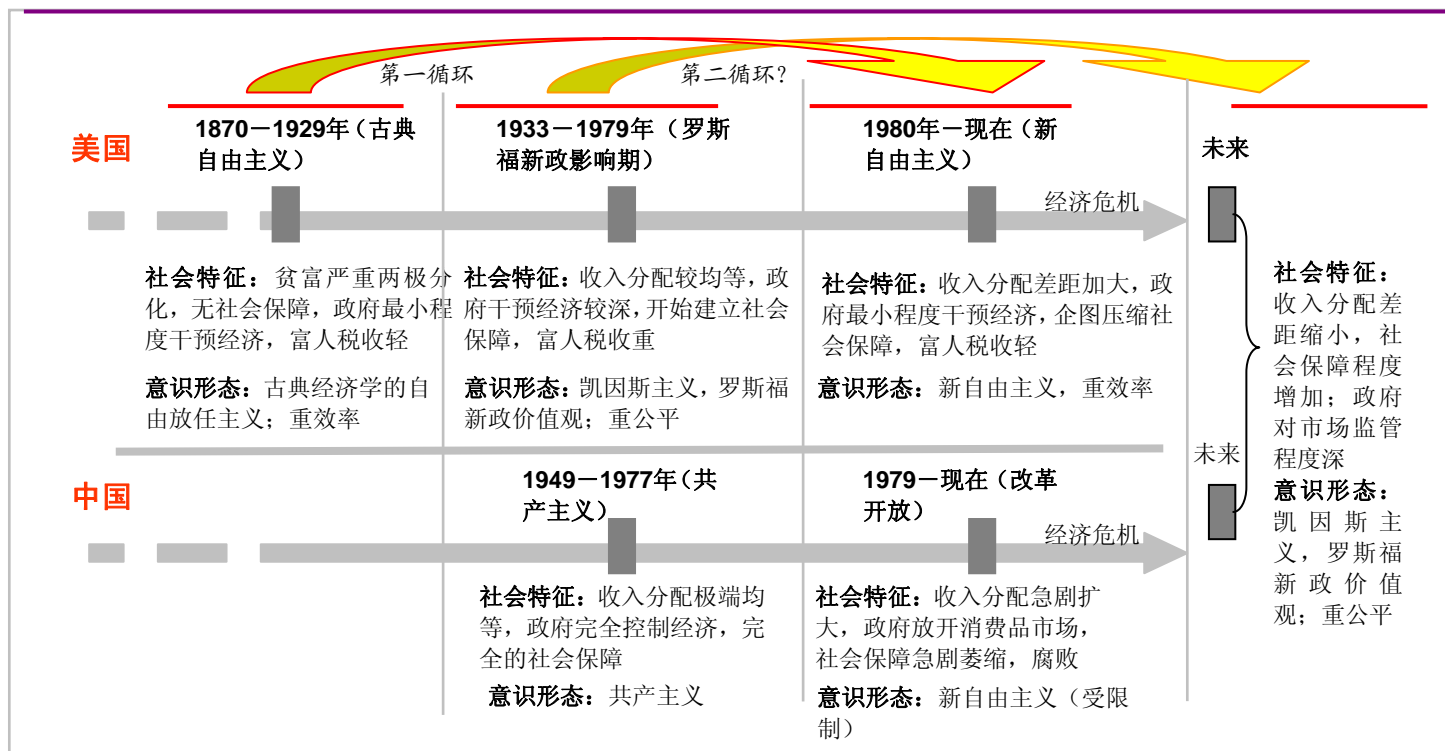 第一循环
第二循环？
美国
1870－1929年（古典
自由主义）
1933－1979年（罗斯
福新政影响期）
1980年－现在（新
自由主义）
未来
经济危机
社会特征：贫富严重两极分
化，无社会保障，政府最小程
度干预经济，富人税收轻
意识形态：古典经济学的自
由放任主义；重效率
社会特征：收入分配较均等，政
府干预经济较深，开始建立社会
保障，富人税收重
意识形态：凯因斯主义，罗斯福
新政价值观；重公平
社会特征：收入分配差距加大，政
府最小程度干预经济，企图压缩社
会保障，富人税收轻
意识形态：新自由主义，重效率
社会特征：
收入分配差
距缩小，社
会保障程度
增加；政府
对市场监管
程度深
意识形态：
凯因斯主
义，罗斯福
新政价值
观；重公平
中国
1949－1977年（共
产主义）
1979－现在（改革
开放）
未来
经济危机
社会特征：收入分配极端均
等，政府完全控制经济，完
全的社会保障
意识形态：共产主义
社会特征：收入分配急剧扩
大，政府放开消费品市场，
社会保障急剧萎缩，腐败
意识形态：新自由主义（受限
制）